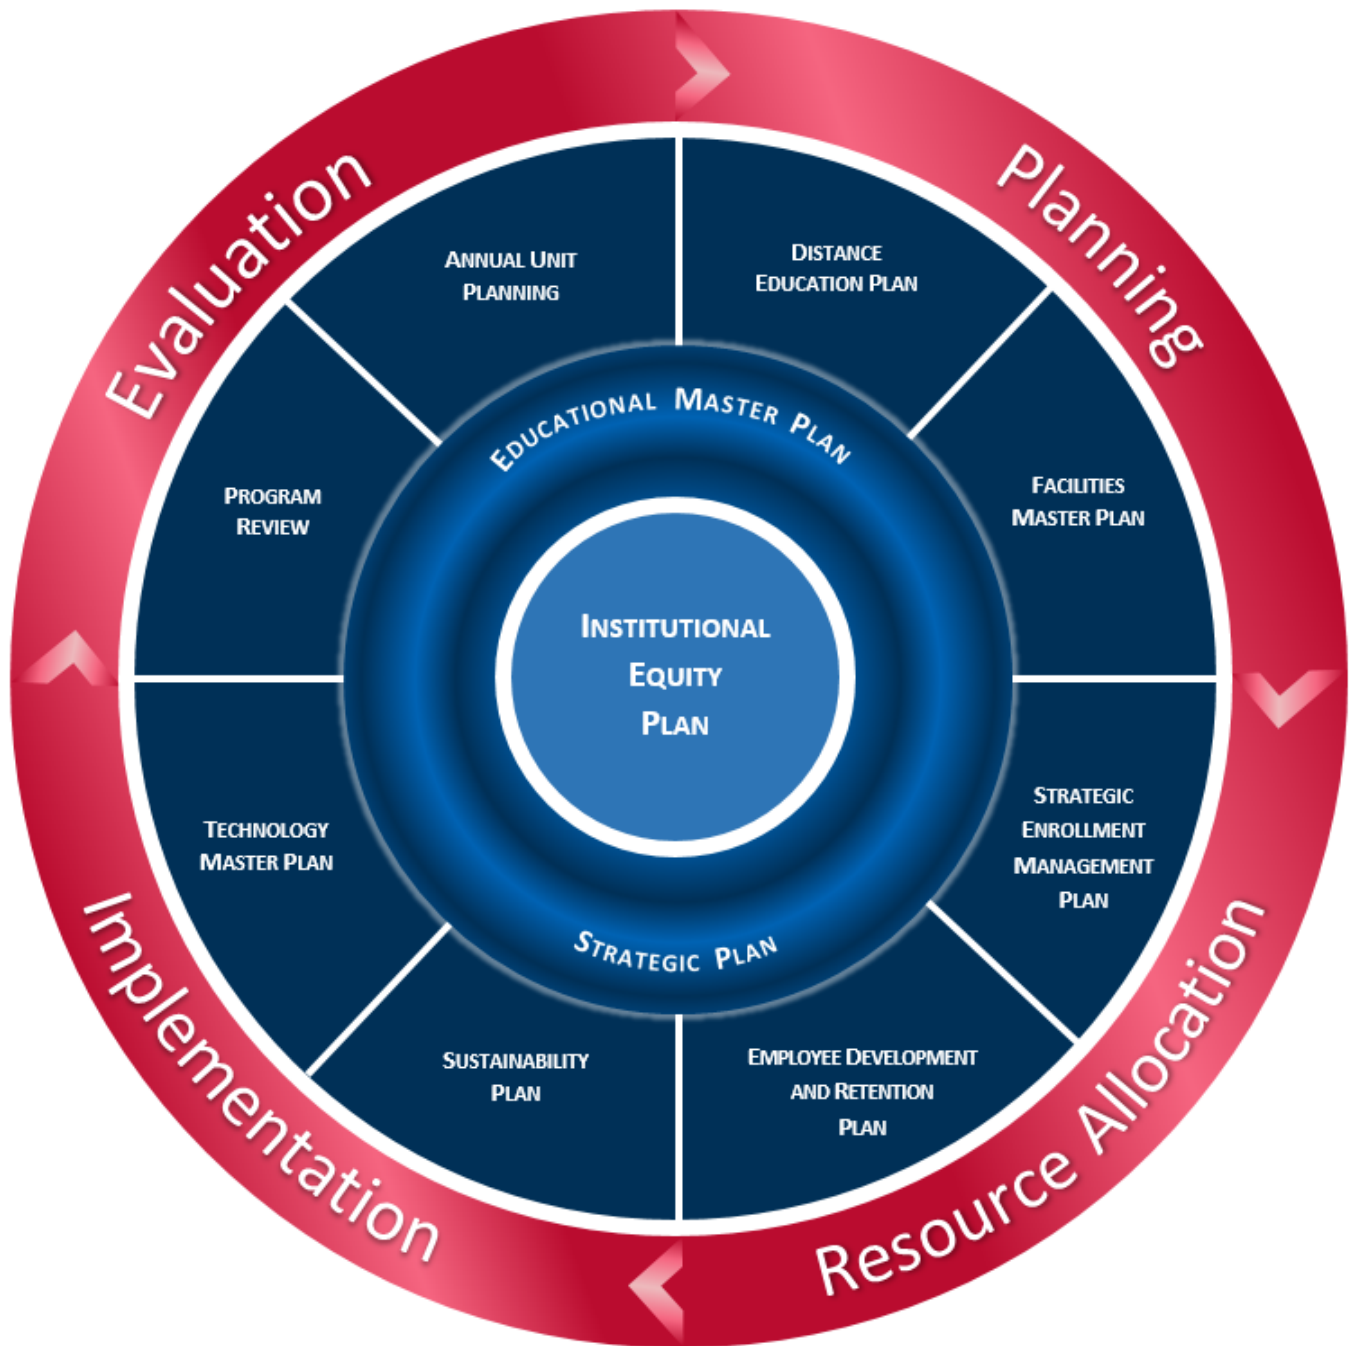 Evaluation
Planning
Annual Unit
Planning
Distance
Education Plan
Educational Master Plan
Program
Review
Facilities
Master Plan
Institutional
Equity
Plan
Technology
Master Plan
Strategic
Enrollment
Management
Plan
Strategic Plan
Sustainability
Plan
Employee Development
and Retention
Plan
Implementation
Resource Allocation